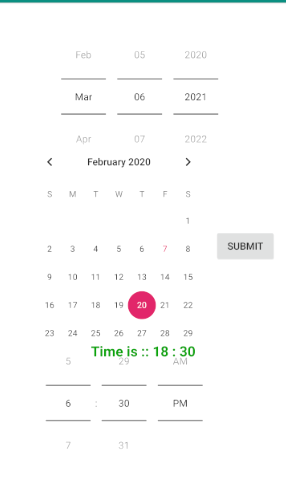 Feb 05 2020
Mar 06 2021
Apr 07 2022
February 2020
S M T W T F S
1
2 3 4 5 6 7 8
SUBMIT
9 10 11 12 13 14 15
16 17 18 19 20 21 22
23 24 25 26 27 28 29
Time is :: 18 : 30
5 29 AM
6 : 30 PM
7 31